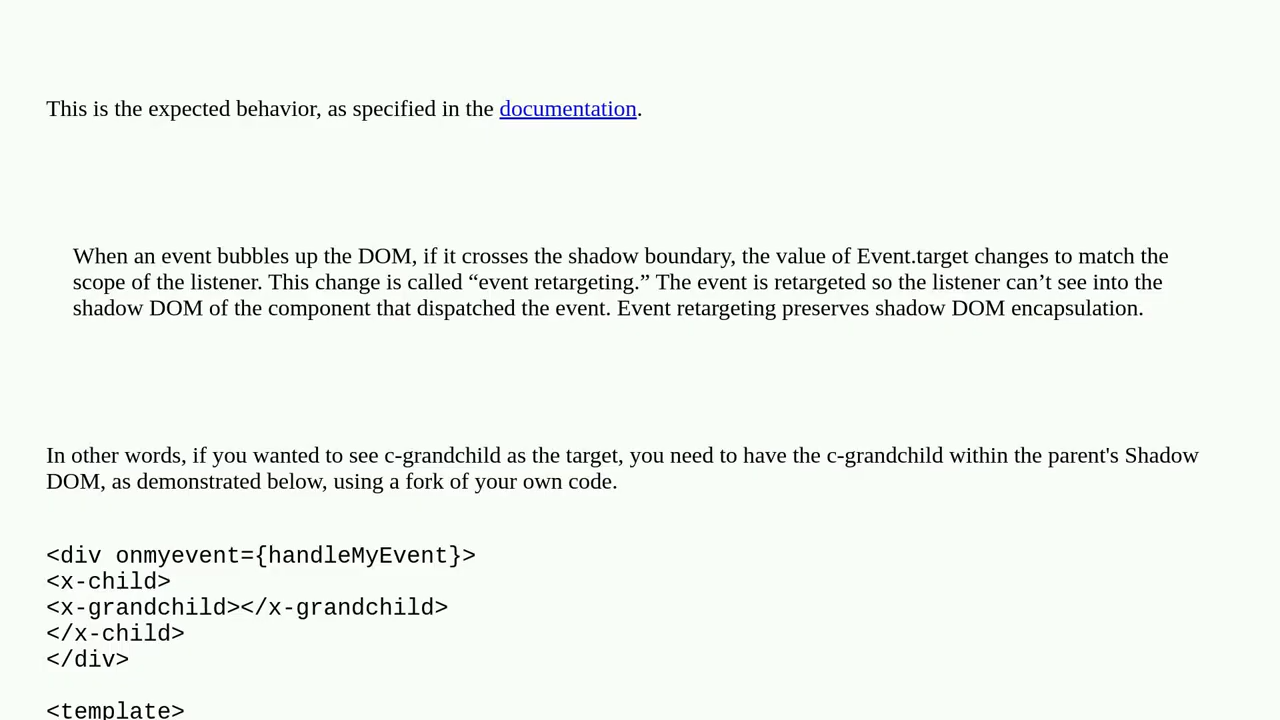 This is the expected behavior, as specified in the documentation.
When an event bubbles up the DOM, if it crosses the shadow boundary, the value of Event.target changes to match the
scope of the listener. This change is called “event retargeting.” The event is retargeted so the listener can’t see into the
shadow DOM of the component that dispatched the event. Event retargeting preserves shadow DOM encapsulation.
In other words, if you wanted to see c-grandchild as the target, you need to have the c-grandchild within the parent's Shadow
DOM, as demonstrated below, using a fork of your own code.
<div onmyevent={handleMyEvent}>
<x-child>
<x-grandchild></x-grandchild>
</x-child>
</div>
<template>